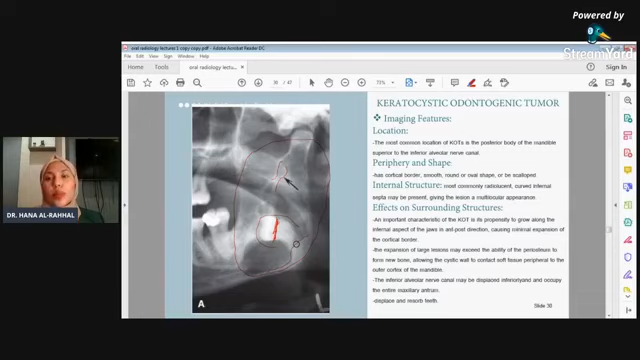 Powered by
StreamYard
oral radiology lectures 1 copy copy.pdf - Adobe Acrobat Reader DC
File Edit View Window Help
Home Tools oral radiology lectu... ×
Sign In
30 / 47
73%
KERATOCYSTIC ODONTOGENIC TUMOR
❖ Imaging Features:
Location:
-The most common location of KOTs is the posterior body of the mandible
superior to the inferior alveolar nerve canal.
Periphery and Shape:
-has cortical border, smooth, round or oval shape, or be scalloped.
Internal Structure: most commonly radiolucent, curved internal
septa may be present, giving the lesion a multilocular appearance
Effects on Surrounding Structures:
-An important characteristic of the KOT is its propensity to grow along the
internal aspect of the jaws in ant-post direction, causing minimal expansion
of the cortical border.
-the expansion of large lesions may exceed the ability of the periosteum to
form new bone, allowing the cystic wall to contact soft tissue peripheral to the
outer cortex of the mandible.
-The inferior alveolar nerve canal may be displaced inferiorly and occupy
the entire maxillary antrum.
-displace and resorb teeth.
Slide 30
A
DR. HANA AL-RAHHAL